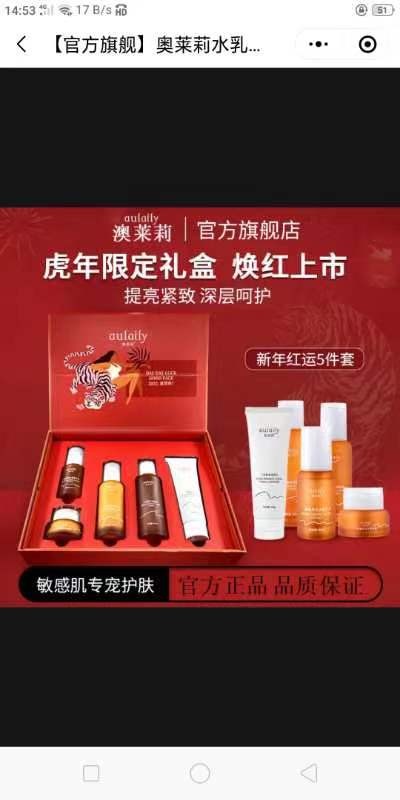 14:53 4G 17 B/s HD 51
【官方旗舰】奥莱莉水乳...
aulaily
澳莱莉 官方旗舰店
虎年限定礼盒 焕红上市
提亮紧致 深层呵护
aulaily
新年红运5件套
aulaily
敏感肌专宠护肤 官方正品 品质保证